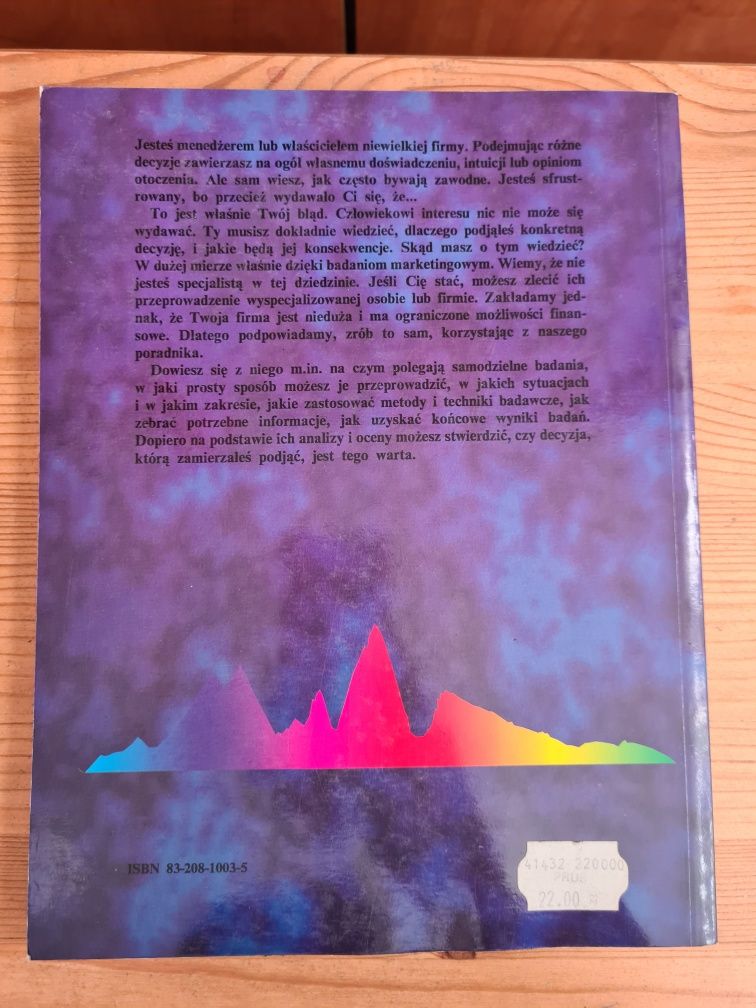 Jesteś menedżerem lub właścicielem niewielkiej firmy. Podejmując różne
decyzje zawierzasz na ogół własnemu doświadczeniu, intuicji lub opiniom
otoczenia. Ale sam wiesz, jak często bywają zawodne. Jesteś sfrust-
rowany, bo przecież wydawało Ci się, że...
To jest właśnie Twój błąd. Człowiekowi interesu nic nie może się
wydawać. Ty musisz dokładnie wiedzieć, dlaczego podjąłeś konkretną
decyzję, i jakie będą jej konsekwencje. Skąd masz o tym wiedzieć?
W dużej mierze właśnie dzięki badaniom marketingowym. Wiemy, że nie
jesteś specjalistą w tej dziedzinie. Jeśli Cię stać, możesz zlecić ich
przeprowadzenie wyspecjalizowanej osobie lub firmie. Zakładamy jed-
nak, że Twoja firma jest nieduża i ma ograniczone możliwości finan-
sowe. Dlatego podpowiadamy, zrób to sam, korzystając z naszego
poradnika.
Dowiesz się z niego m.in. na czym polegają samodzielne badania,
w jaki prosty sposób możesz je przeprowadzić, w jakich sytuacjach
i w jakim zakresie, jakie zastosować metody i techniki badawcze, jak
zebrać potrzebne informacje, jak uzyskać końcowe wyniki badań.
Dopiero na podstawie ich analizy i oceny możesz stwierdzić, czy decyzja,
którą zamierzałeś podjąć, jest tego warta.
ISBN 83-208-1003-5
41432 220000
22.00